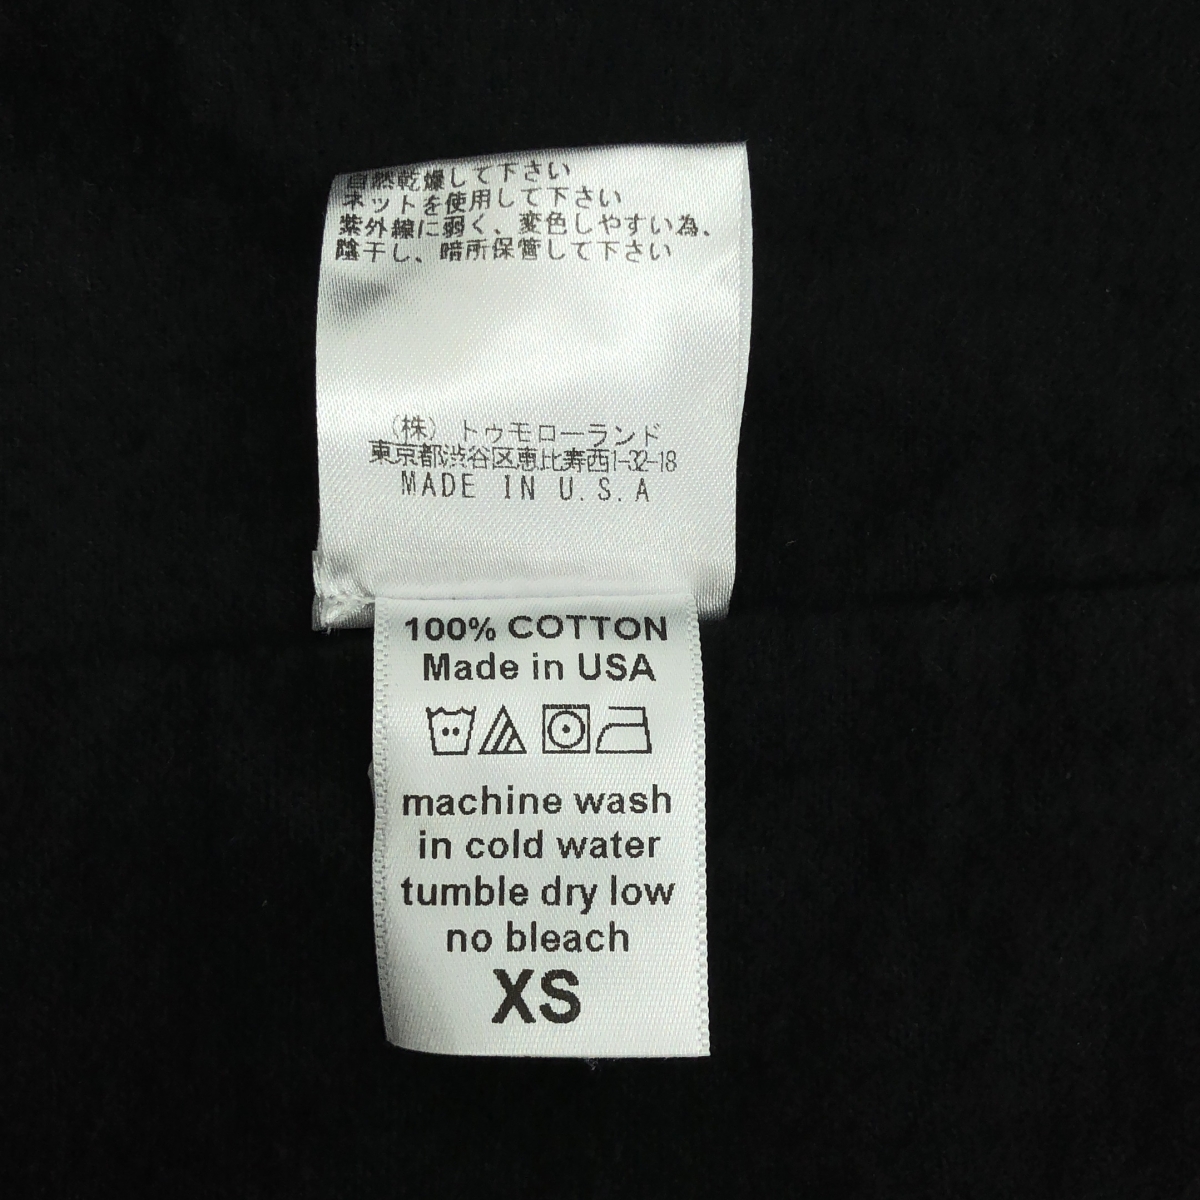 自然乾燥して下さい
ネットを使用して下さい
紫外線に弱く、変色しやすい為、
陰干し、暗所保管して下さい
(株) トゥモローランド
東京都渋谷区恵比寿西1-32-18
MADE IN U.S.A
100% COTTON
Made in USA
machine wash
in cold water
tumble dry low
no bleach
XS